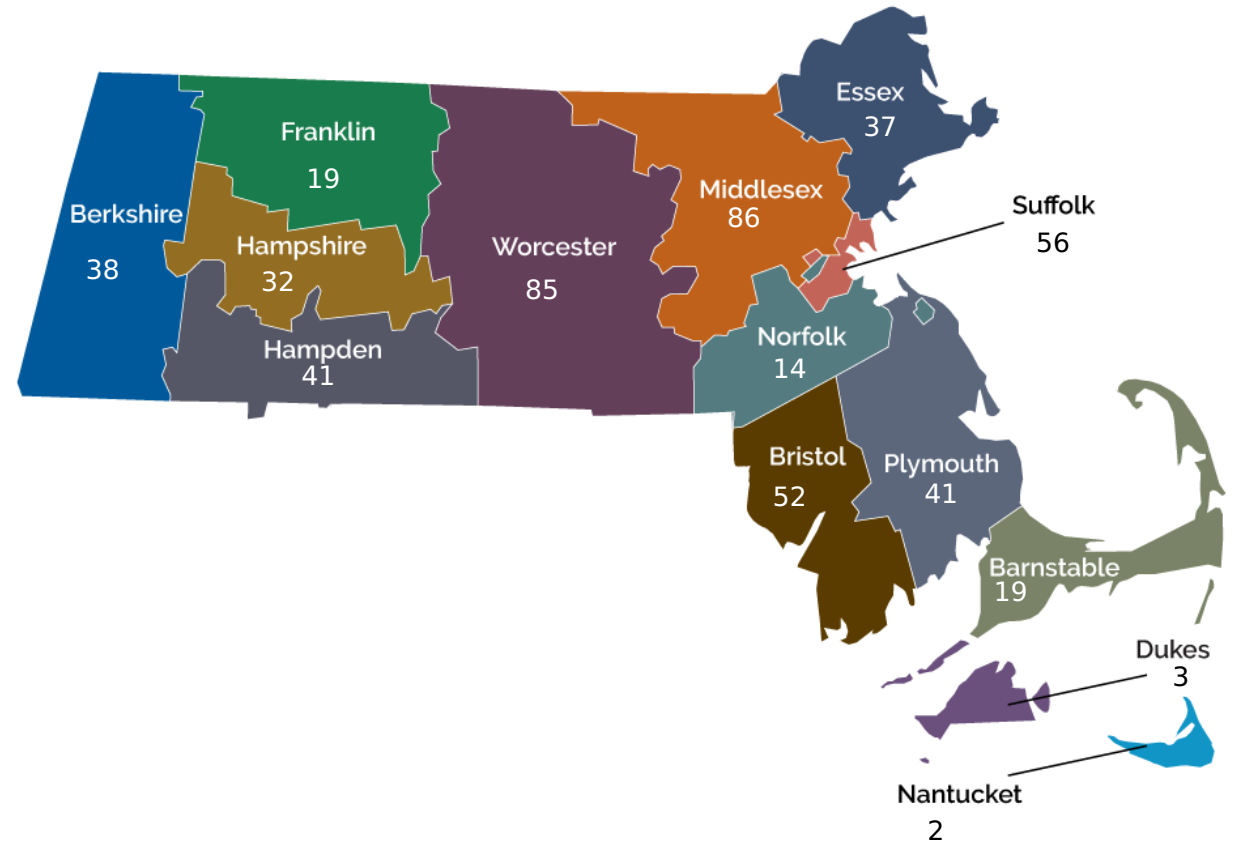 Essex
37
Franklin
19
Middlesex
86
Suffolk
56
Berkshire
38
Hampshire
32
Worcester
85
Norfolk
14
Hampden
41
Bristol
52
Plymouth
41
Barnstable
19
Dukes
3
Nantucket
2